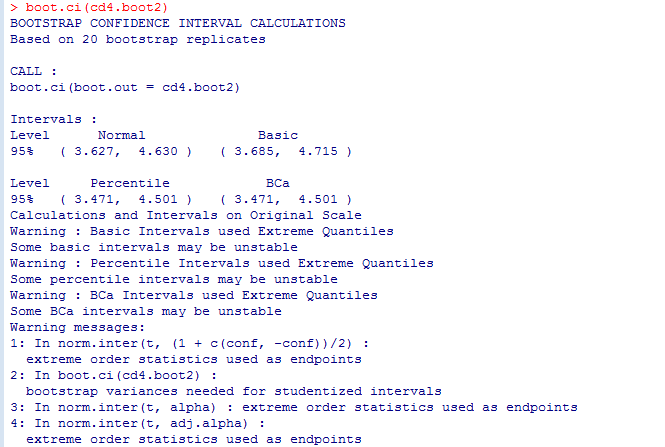 > boot.ci(cd4.boot2)
BOOTSTRAP CONFIDENCE INTERVAL CALCULATIONS
Based on 20 bootstrap replicates

CALL :
boot.ci(boot.out = cd4.boot2)

Intervals :
Level      Normal              Basic
95%   ( 3.627,  4.630 )   ( 3.685,  4.715 )

Level     Percentile            BCa
95%   ( 3.471,  4.501 )   ( 3.471,  4.501 )
Calculations and Intervals on Original Scale
Warning : Basic Intervals used Extreme Quantiles
Some basic intervals may be unstable
Warning : Percentile Intervals used Extreme Quantiles
Some percentile intervals may be unstable
Warning : BCa Intervals used Extreme Quantiles
Some BCa intervals may be unstable
Warning messages:
1: In norm.inter(t, (1 + c(conf, -conf))/2) :
  extreme order statistics used as endpoints
2: In boot.ci(cd4.boot2) :
  bootstrap variances needed for studentized intervals
3: In norm.inter(t, alpha) : extreme order statistics used as endpoints
4: In norm.inter(t, adj.alpha) :
  extreme order statistics used as endpoints